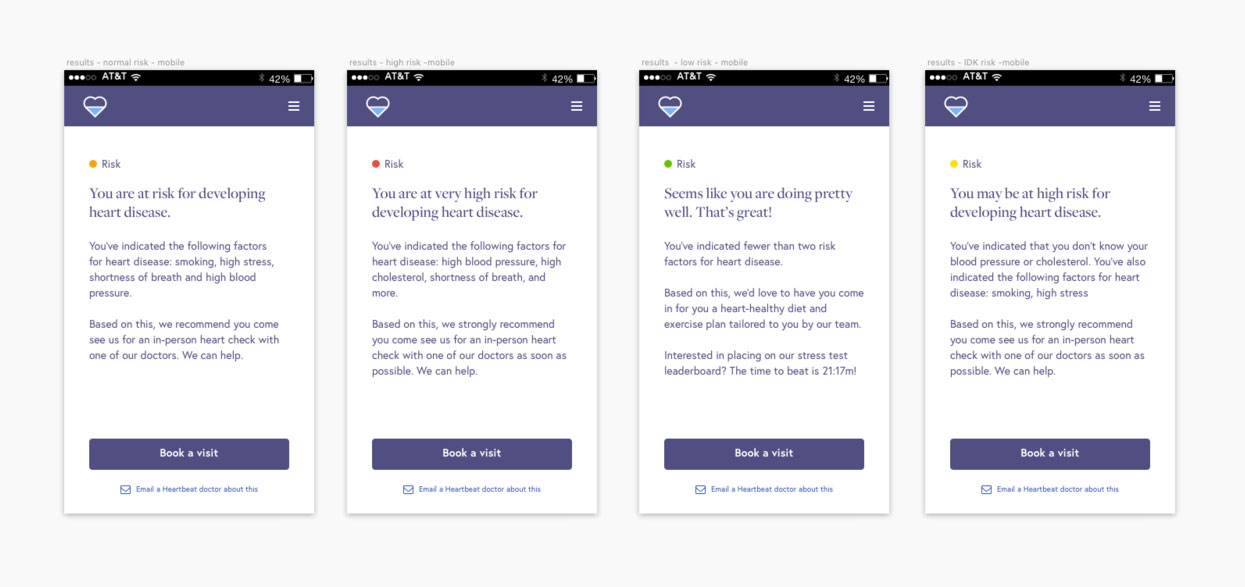 results - normal risk - mobile
AT&T
42%
Risk
You are at risk for developing
heart disease.
You've indicated the following factors
for heart disease: smoking, high stress,
shortness of breath and high blood
pressure.
Based on this, we recommend you come
see us for an in-person heart check with
one of our doctors. We can help.
Book a visit
Email a Heartbeat doctor about this
results - high risk -mobile
AT&T
42%
Risk
You are at very high risk for
developing heart disease.
You've indicated the following factors for
heart disease: high blood pressure, high
cholesterol, shortness of breath, and
more.
Based on this, we strongly recommend
you come see us for an in-person heart
check with one of our doctors as soon as
possible. We can help.
Book a visit
Email a Heartbeat doctor about this
results - low risk - mobile
AT&T
42%
Risk
Seems like you are doing pretty
well. That's great!
You've indicated fewer than two risk
factors for heart disease.
Based on this, we'd love to have you come
in for you a heart-healthy diet and
exercise plan tailored to you by our team.
Interested in placing on our stress test
leaderboard? The time to beat is 21:17m!
Book a visit
Email a Heartbeat doctor about this
results - IDK risk -mobile
AT&T
42%
Risk
You may be at high risk for
developing heart disease.
You've indicated that you don't know your
blood pressure or cholesterol. You've also
indicated the following factors for heart
disease: smoking, high stress
Based on this, we strongly recommend
you come see us for an in-person heart
check with one of our doctors as soon as
possible. We can help.
Book a visit
Email a Heartbeat doctor about this